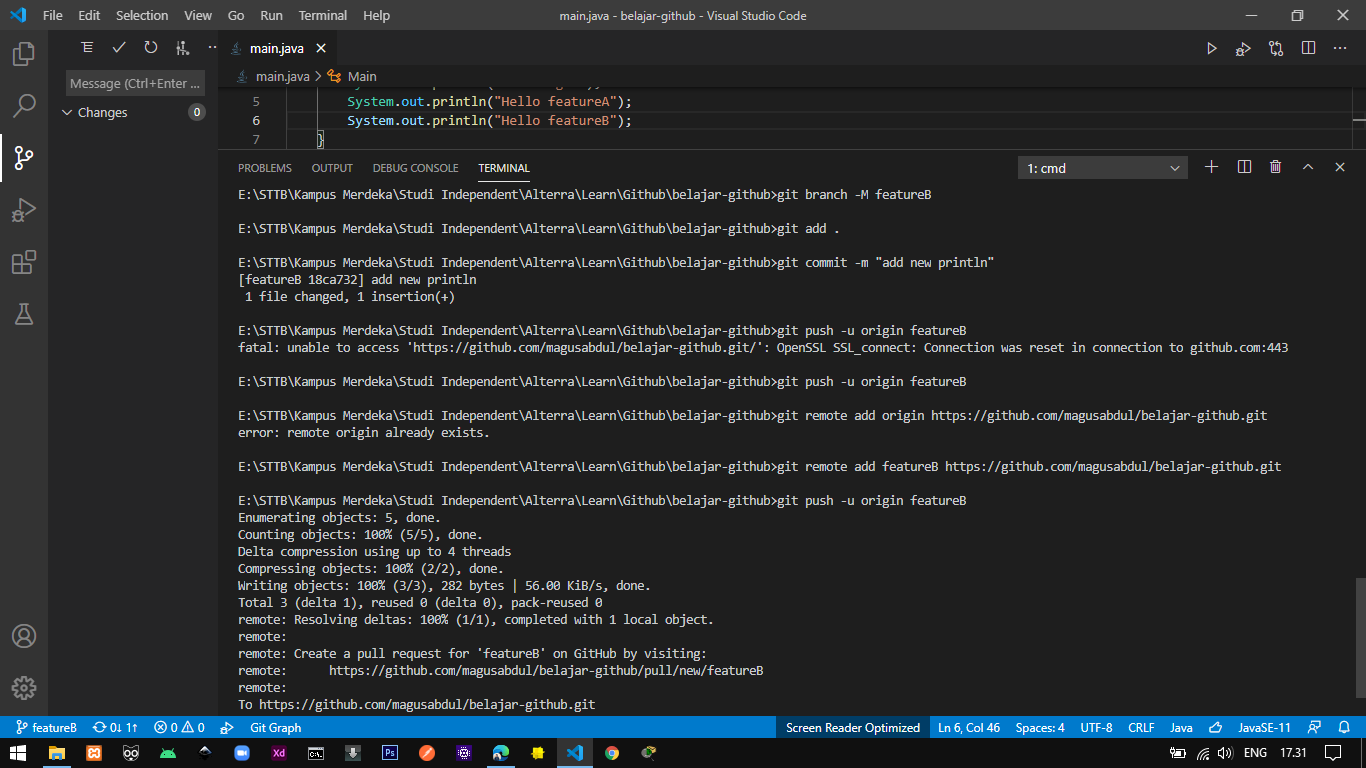 File Edit Selection View Go Run Terminal Help main.java - belajar-github - Visual Studio Code
main.java
main.java > Main
Message (Ctrl+Enter ...
Changes 0
5 System.out.println("Hello featureA");
6 System.out.println("Hello featureB");
7 }
PROBLEMS OUTPUT DEBUG CONSOLE TERMINAL 1: cmd
E:\STTB\Kampus Merdeka\Studi Independent\Alterra\Learn\Github\belajar-github>git branch -M featureB
E:\STTB\Kampus Merdeka\Studi Independent\Alterra\Learn\Github\belajar-github>git add .
E:\STTB\Kampus Merdeka\Studi Independent\Alterra\Learn\Github\belajar-github>git commit -m "add new println"
[featureB 18ca732] add new println
1 file changed, 1 insertion(+)
E:\STTB\Kampus Merdeka\Studi Independent\Alterra\Learn\Github\belajar-github>git push -u origin featureB
fatal: unable to access 'https://github.com/magusabdul/belajar-github.git/': OpenSSL SSL_connect: Connection was reset in connection to github.com:443
E:\STTB\Kampus Merdeka\Studi Independent\Alterra\Learn\Github\belajar-github>git push -u origin featureB
E:\STTB\Kampus Merdeka\Studi Independent\Alterra\Learn\Github\belajar-github>git remote add origin https://github.com/magusabdul/belajar-github.git
error: remote origin already exists.
E:\STTB\Kampus Merdeka\Studi Independent\Alterra\Learn\Github\belajar-github>git remote add featureB https://github.com/magusabdul/belajar-github.git
E:\STTB\Kampus Merdeka\Studi Independent\Alterra\Learn\Github\belajar-github>git push -u origin featureB
Enumerating objects: 5, done.
Counting objects: 100% (5/5), done.
Delta compression using up to 4 threads
Compressing objects: 100% (2/2), done.
Writing objects: 100% (3/3), 282 bytes | 56.00 KiB/s, done.
Total 3 (delta 1), reused 0 (delta 0), pack-reused 0
remote: Resolving deltas: 100% (1/1), completed with 1 local object.
remote:
remote: Create a pull request for 'featureB' on GitHub by visiting:
remote: https://github.com/magusabdul/belajar-github/pull/new/featureB
remote:
To https://github.com/magusabdul/belajar-github.git
featureB 0↓ 1↑ 0 0 Git Graph Screen Reader Optimized Ln 6, Col 46 Spaces: 4 UTF-8 CRLF Java JavaSE-11
Xd Ps ENG 17.31